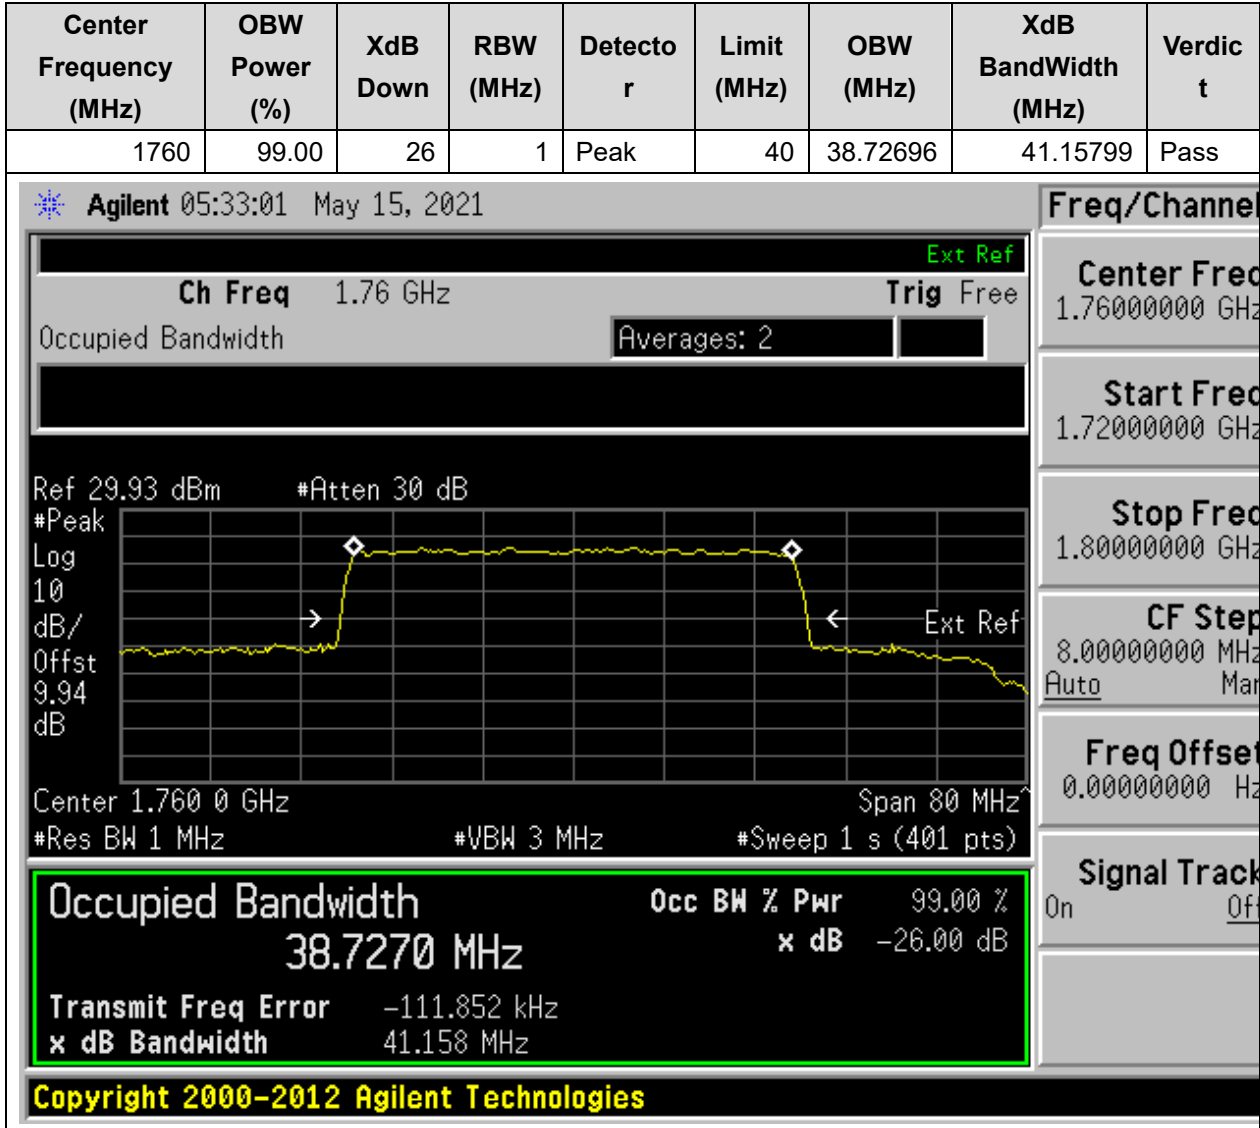 Center Frequency (MHz) OBW Power (%) XdB Down RBW (MHz) Detecto r Limit (MHz) OBW (MHz) XdB BandWidth (MHz) Verdic t
1760 99.00 26 1 Peak 40 38.72696 41.15799 Pass
Agilent 05:33:01 May 15, 2021
Freq/Channel
Ext Ref
Ch Freq 1.76 GHz Trig Free
Occupied Bandwidth Averages: 2
Center Freq
1.76000000 GHz
Start Freq
1.72000000 GHz
Stop Freq
1.80000000 GHz
CF Step
8.00000000 MHz
Auto Man
Freq Offset
0.00000000 Hz
Signal Track
On Off
Ref 29.93 dBm #Atten 30 dB
#Peak
Log
10
dB/
Offst
9.94
dB
Ext Ref
Center 1.760 0 GHz Span 80 MHz^
#Res BW 1 MHz #VBW 3 MHz #Sweep 1 s (401 pts)
Occupied Bandwidth
38.7270 MHz
Occ BW % Pwr 99.00 %
x dB -26.00 dB
Transmit Freq Error -111.852 kHz
x dB Bandwidth 41.158 MHz
Copyright 2000-2012 Agilent Technologies